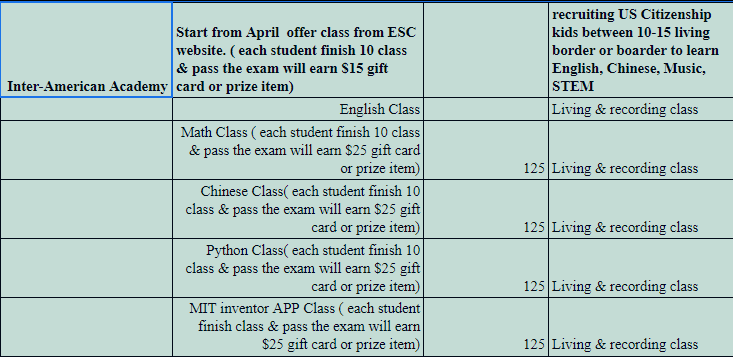 Inter-American Academy
Start from April offer class from ESC
website. ( each student finish 10 class
& pass the exam will earn $15 gift
card or prize item)
recruiting US Citizenship
kids between 10-15 living
border or boarder to learn
English, Chinese, Music,
STEM
English Class
Living & recording class
Math Class ( each student finish 10 class
& pass the exam will earn $25 gift card
or prize item)
125
Living & recording class
Chinese Class( each student finish 10
class & pass the exam will earn $25 gift
card or prize item)
125
Living & recording class
Python Class( each student finish 10
class & pass the exam will earn $25 gift
card or prize item)
125
Living & recording class
MIT inventor APP Class ( each student
finish class & pass the exam will earn
$25 gift card or prize item)
125
Living & recording class